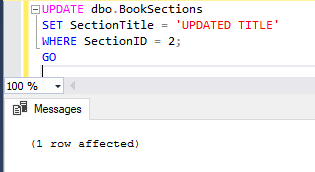 UPDATE dbo.BookSections
SET SectionTitle = 'UPDATED TITLE'
WHERE SectionID = 2;
GO
100 %
Messages
(1 row affected)